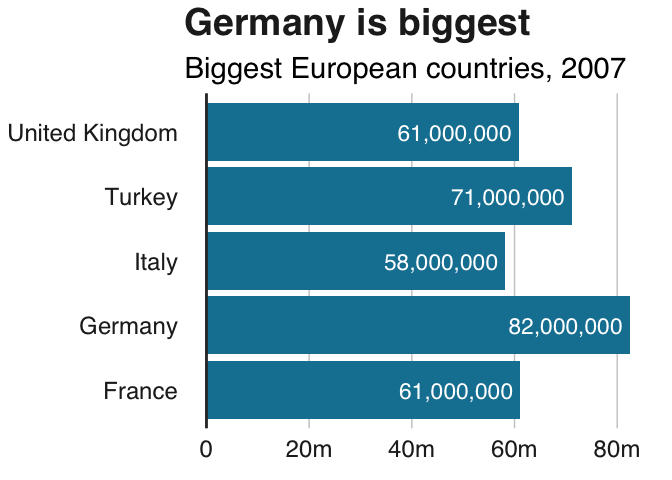 Germany is biggest
Biggest European countries, 2007
United Kingdom 61,000,000
Turkey 71,000,000
Italy 58,000,000
Germany 82,000,000
France 61,000,000
0 20m 40m 60m 80m